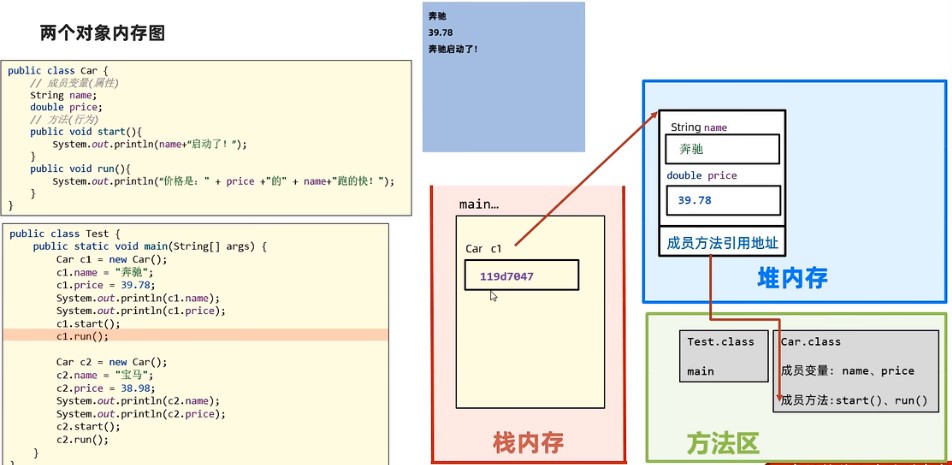 两个对象内存图
public class Car {
// 成员变量(属性)
String name;
double price;
// 方法(行为)
public void start(){
System.out.println(name+"启动了!");
}
public void run(){
System.out.println("价格是:" + price +"的" + name+"跑的快!");
}
}
public class Test {
public static void main(String[] args) {
Car c1 = new Car();
c1.name = "奔驰";
c1.price = 39.78;
System.out.println(c1.name);
System.out.println(c1.price);
c1.start();
c1.run();
Car c2 = new Car();
c2.name = "宝马";
c2.price = 38.98;
System.out.println(c2.name);
System.out.println(c2.price);
c2.start();
c2.run();
}
奔驰
39.78
奔驰启动了!
main…
Car c1
119d7047
栈内存
String name
奔驰
double price
39.78
成员方法引用地址
堆内存
Test.class
main
Car.class
成员变量: name、price
成员方法:start()、run()
方法区